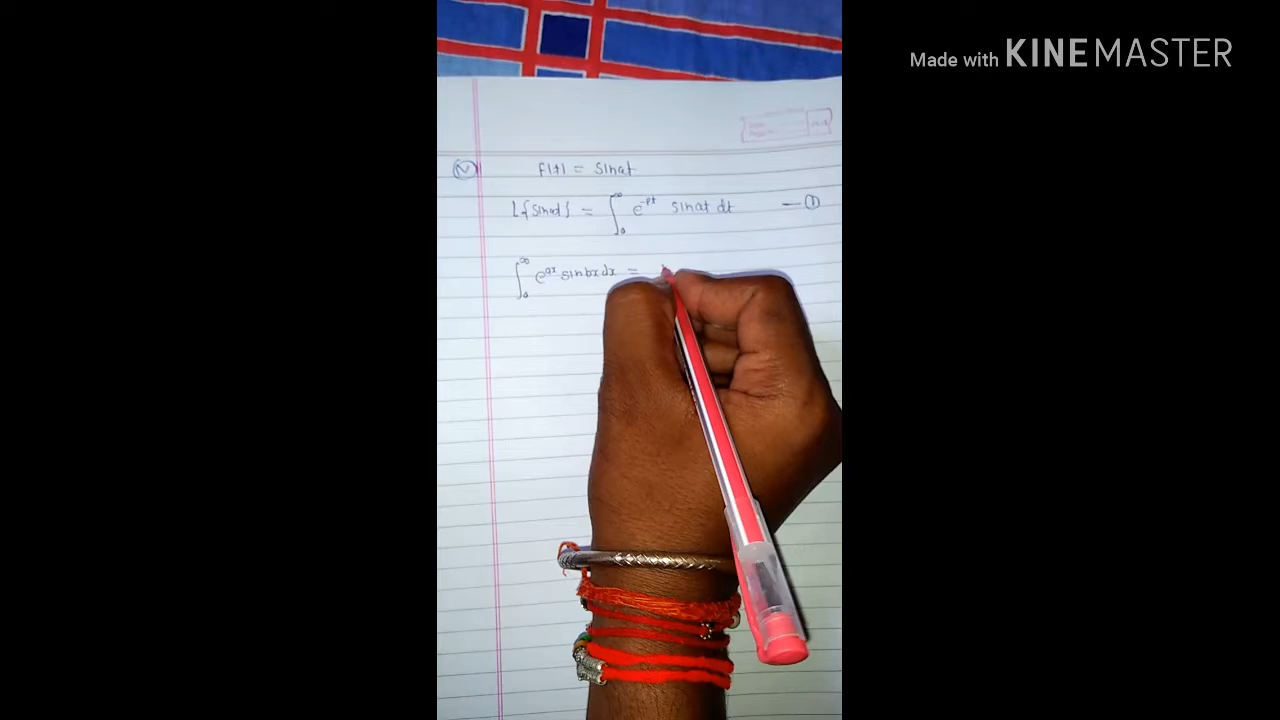 Made with KINEMASTER
F(t) = sinat
L{sinat} = ∫₀^∞ e^-pt sinat dt — ①
∫₀^∞ e^ax sinbx dx =